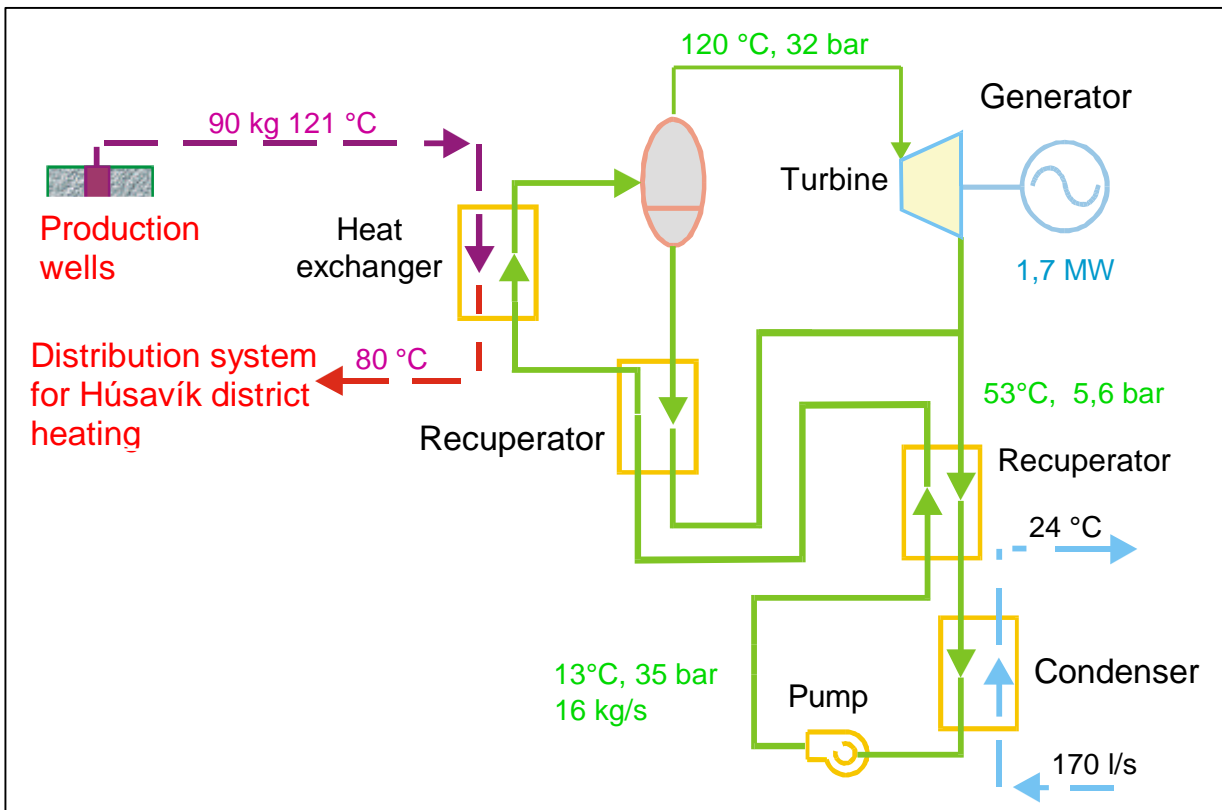 120 °C, 32 bar
Generator
90 kg 121 °C
Turbine
Production
wells
Heat
exchanger
1,7 MW
Distribution system
for Húsavík district
heating
80 °C
53°C, 5,6 bar
Recuperator
Recuperator
24 °C
13°C, 35 bar
16 kg/s
Pump
Condenser
170 l/s